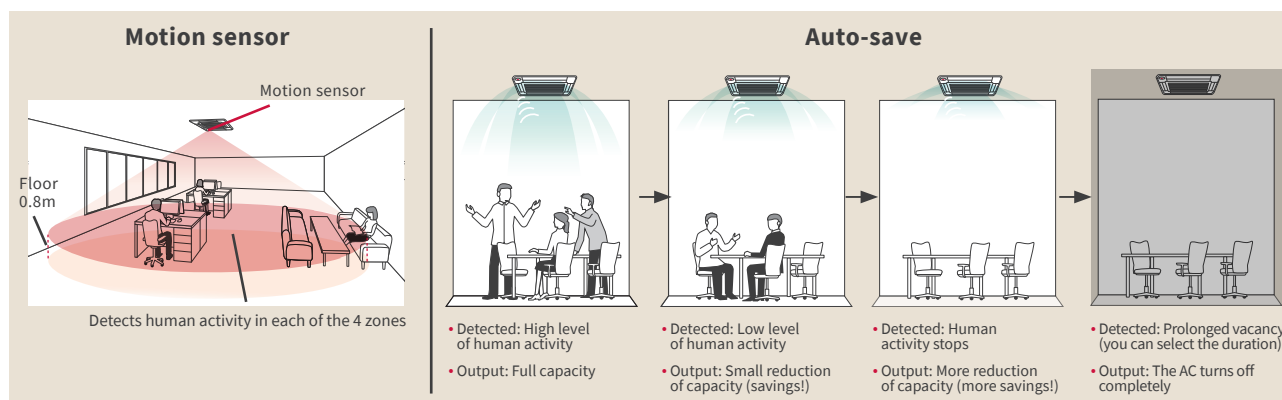 Motion sensor
Motion sensor
Floor
0.8m
Detects human activity in each of the 4 zones
Auto-save
• Detected: High level
of human activity
• Output: Full capacity
• Detected: Low level
of human activity
• Output: Small reduction
of capacity (savings!)
• Detected: Human
activity stops
• Output: More reduction
of capacity (more savings!)
• Detected: Prolonged vacancy
(you can select the duration)
• Output: The AC turns off
completely